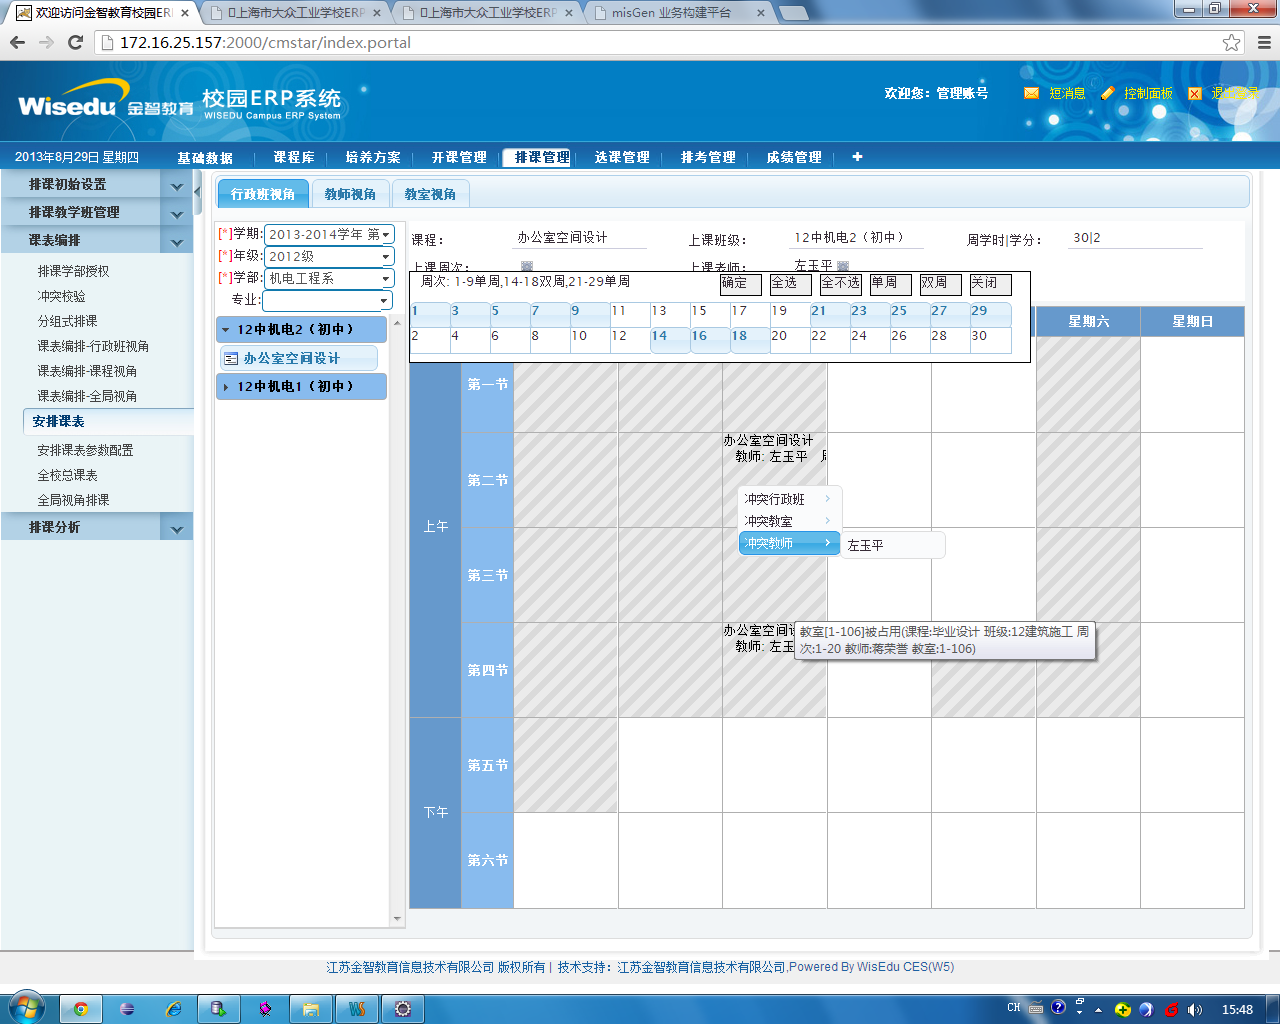 欢迎访问金智教育校园ERP
上海市大众工业学校ERP
上海市大众工业学校ERP
misGen 业务构建平台
172.16.25.157:2000/cmstar/index.portal
Wisedu 金智教育 校园ERP系统
WISEDU Campus ERP System
欢迎您：管理账号 短消息 控制面板
2013年8月29日 星期四 基础数据 课程库 培养方案 开课管理 排课管理 选课管理 排考管理 成绩管理
排课初始设置
排课教学班管理
课表编排
排课学部授权
冲突校验
分组式排课
课表编排-行政班视角
课表编排-课程视角
课表编排-全局视角
安排课表
安排课表参数配置
全校总课表
全局视角排课
排课分析
行政班视角 教师视角 教室视角
[*]学期: 2013-2014学年 第
[*]年级: 2012级
[*]学部: 机电工程系
专业:
12中机电2（初中）
办公室空间设计
12中机电1（初中）
课程： 办公室空间设计 上课班级： 12中机电2（初中） 周学时|学分： 30|2
上课周次： 上课老师： 左玉平
周次: 1-9单周,14-18双周,21-29单周 确定 全选 全不选 单周 双周 关闭
1 3 5 7 9 11 13 15 17 19 21 23 25 27 29
2 4 6 8 10 12 14 16 18 20 22 24 26 28 30
星期六 星期日
上午
第一节
第二节
办公室空间设计
教师: 左玉平
冲突行政班
冲突教室
冲突教师
左玉平
第三节
第四节
办公室空间设
教师: 左玉
教室[1-106]被占用(课程:毕业设计 班级:12建筑施工 周
次:1-20 教师:蒋荣誉 教室:1-106)
下午
第五节
第六节
江苏金智教育信息技术有限公司 版权所有 | 技术支持：江苏金智教育信息技术有限公司,Powered By WisEdu CES(W5)
CH 15:48